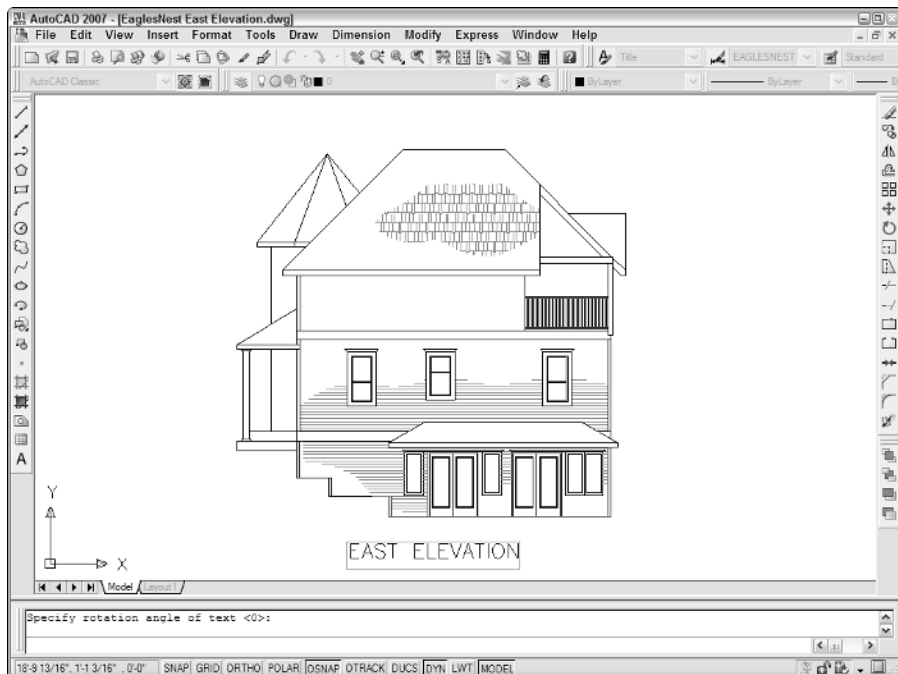 AutoCAD 2007 - [EaglesNest East Elevation.dwg]
File Edit View Insert Format Tools Draw Dimension Modify Express Window Help
Title EAGLESNEST Standard
AutoCAD Classic 0 ByLayer ByLayer
A
Y
X
EAST ELEVATION
Model Layout1
Specify rotation angle of text <0>:
18'-9 13/16", 1'-1 3/16" , 0'-0" SNAP GRID ORTHO POLAR OSNAP OTRACK DUCS DYN LWT MODEL